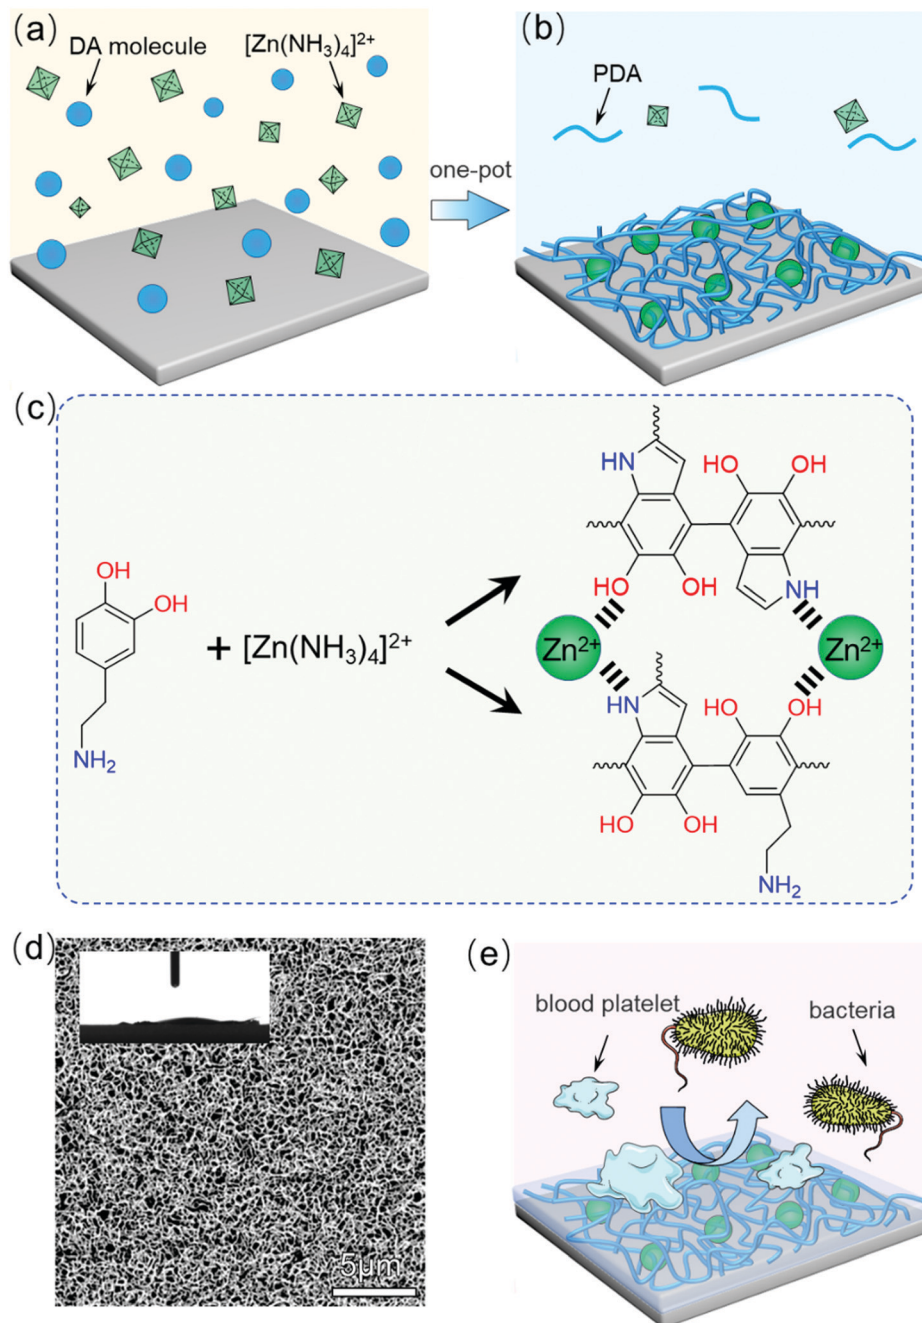 (a)
DA molecule
[Zn(NH₃)₄]²⁺
(b)
PDA
one-pot
(c)
OH
OH
NH₂
+ [Zn(NH₃)₄]²⁺
HN
HO OH
HO OH
NH
Zn²⁺ Zn²⁺
HN
HO OH
HO OH
NH₂
(d)
5μm
(e)
blood platelet
bacteria